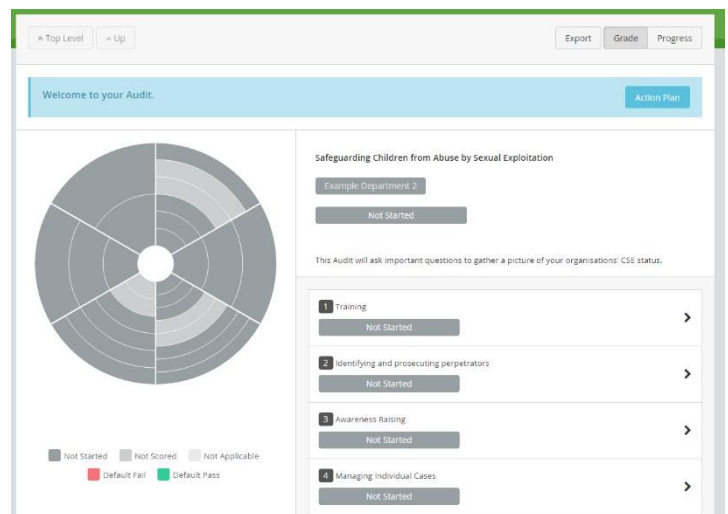 Top Level
Up
Export
Grade
Progress
Welcome to your Audit.
Action Plan
Safeguarding Children from Abuse by Sexual Exploitation
Example Department 2
Not Started
This Audit will ask important questions to gather a picture of your organisations' CSE status.
1 Training
Not Started
2 Identifying and prosecuting perpetrators
Not Started
3 Awareness Raising
Not Started
4 Managing Individual Cases
Not Started
Not Started
Not Scored
Not Applicable
Default Fail
Default Pass